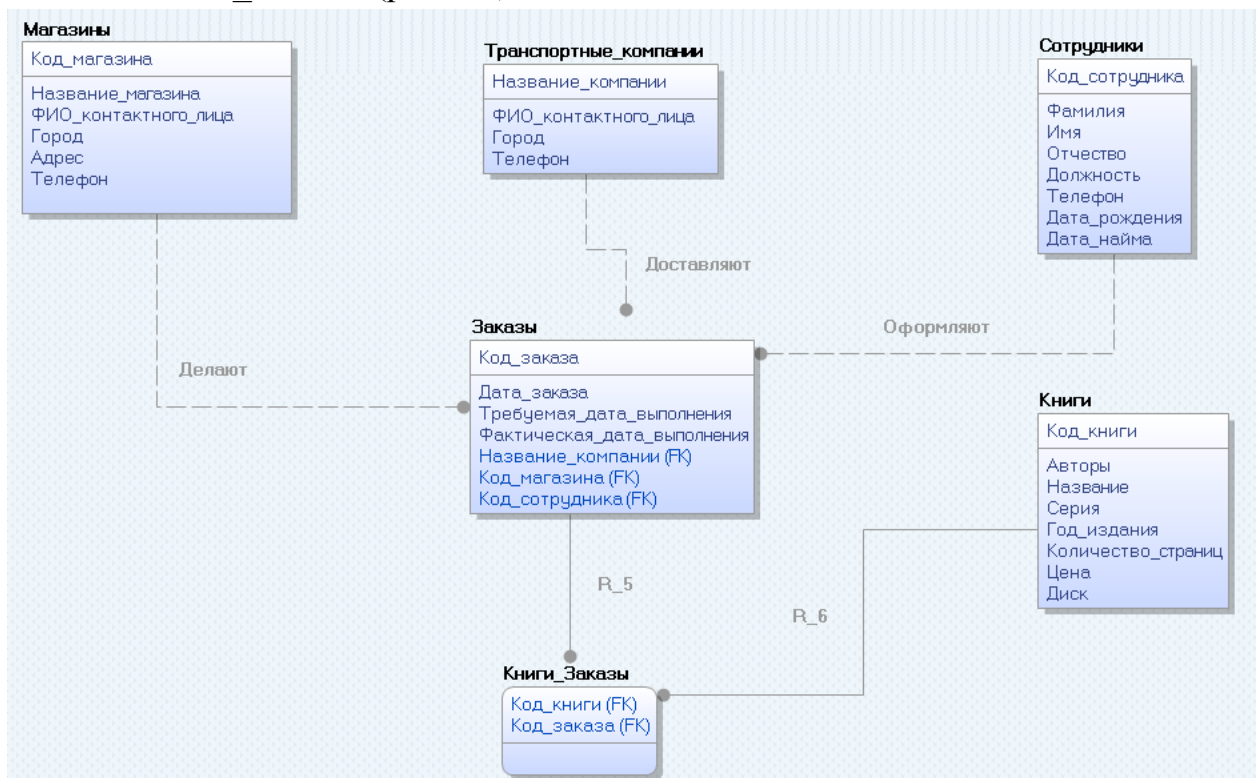 Магазины
Код_магазина
Название_магазина
ФИО_контактного_лица
Город
Адрес
Телефон
Транспортные_компании
Название_компании
ФИО_контактного_лица
Город
Телефон
Сотрудники
Код_сотрудника
Фамилия
Имя
Отчество
Должность
Телефон
Дата_рождения
Дата_найма
Доставляют
Оформляют
Делают
Заказы
Код_заказа
Дата_заказа
Требуемая_дата_выполнения
Фактическая_дата_выполнения
Название_компании (FK)
Код_магазина (FK)
Код_сотрудника (FK)
Книги
Код_книги
Авторы
Название
Серия
Год_издания
Количество_страниц
Цена
Диск
R_5
R_6
Книги_Заказы
Код_книги (FK)
Код_заказа (FK)